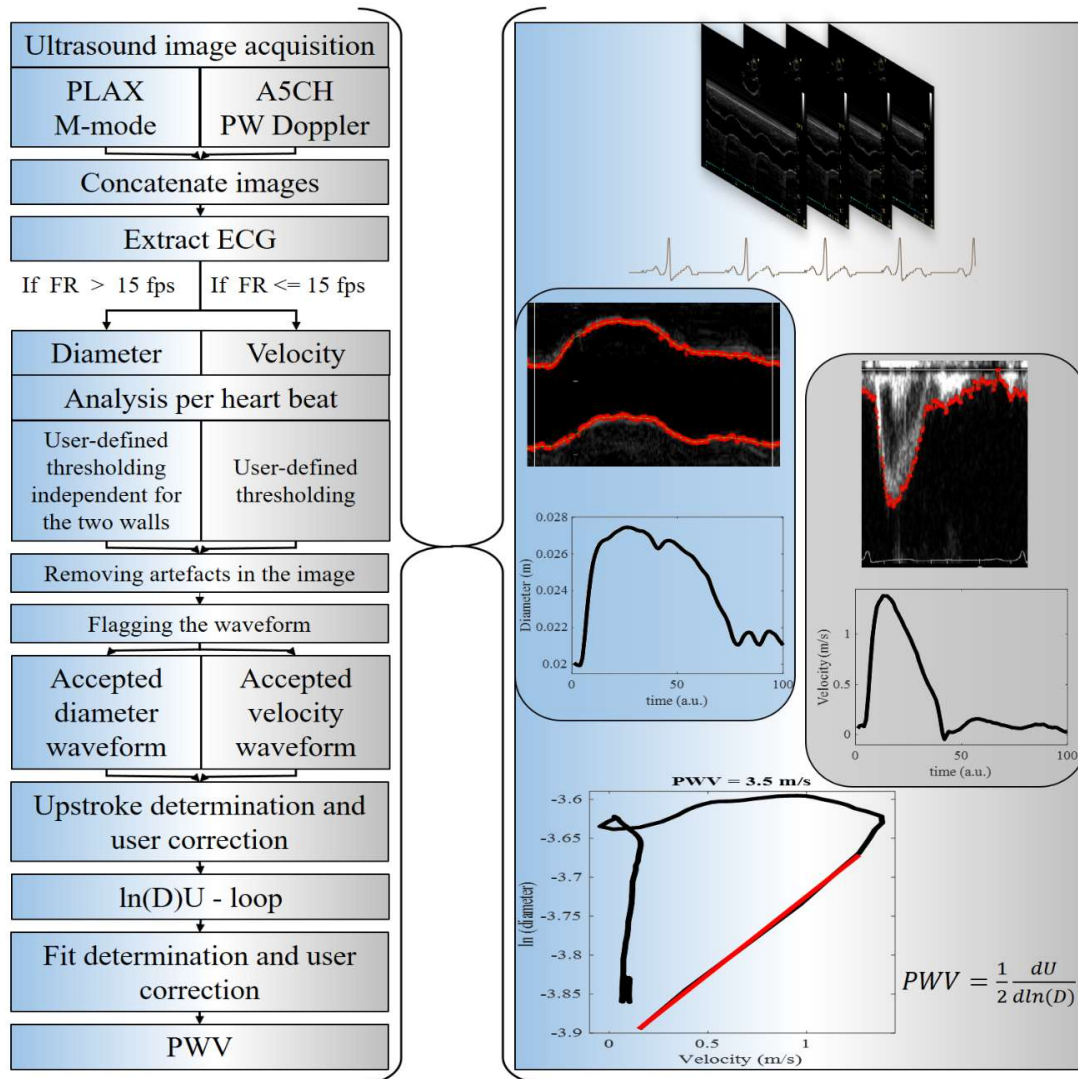 Ultrasound image acquisition
PLAX
M-mode
A5CH
PW Doppler
Concatenate images
Extract ECG
If FR > 15 fps
If FR <= 15 fps
Diameter
Velocity
Analysis per heart beat
User-defined
thresholding
independent for
the two walls
User-defined
thresholding
Removing artefacts in the image
Flagging the waveform
Accepted
diameter
waveform
Accepted
velocity
waveform
Upstroke determination and
user correction
ln(D)U - loop
Fit determination and user
correction
PWV
0.028
0.026
0.024
0.022
0.02
Diameter (m)
0 50 100
time (a.u.)
1
0.5
0
Velocity (m/s)
0 50 100
time (a.u.)
PWV = 3.5 m/s
-3.6
-3.65
-3.7
-3.75
-3.8
-3.85
-3.9
ln (diameter)
0 0.5 1
Velocity (m/s)
PWV = 1/2 dU/dln(D)